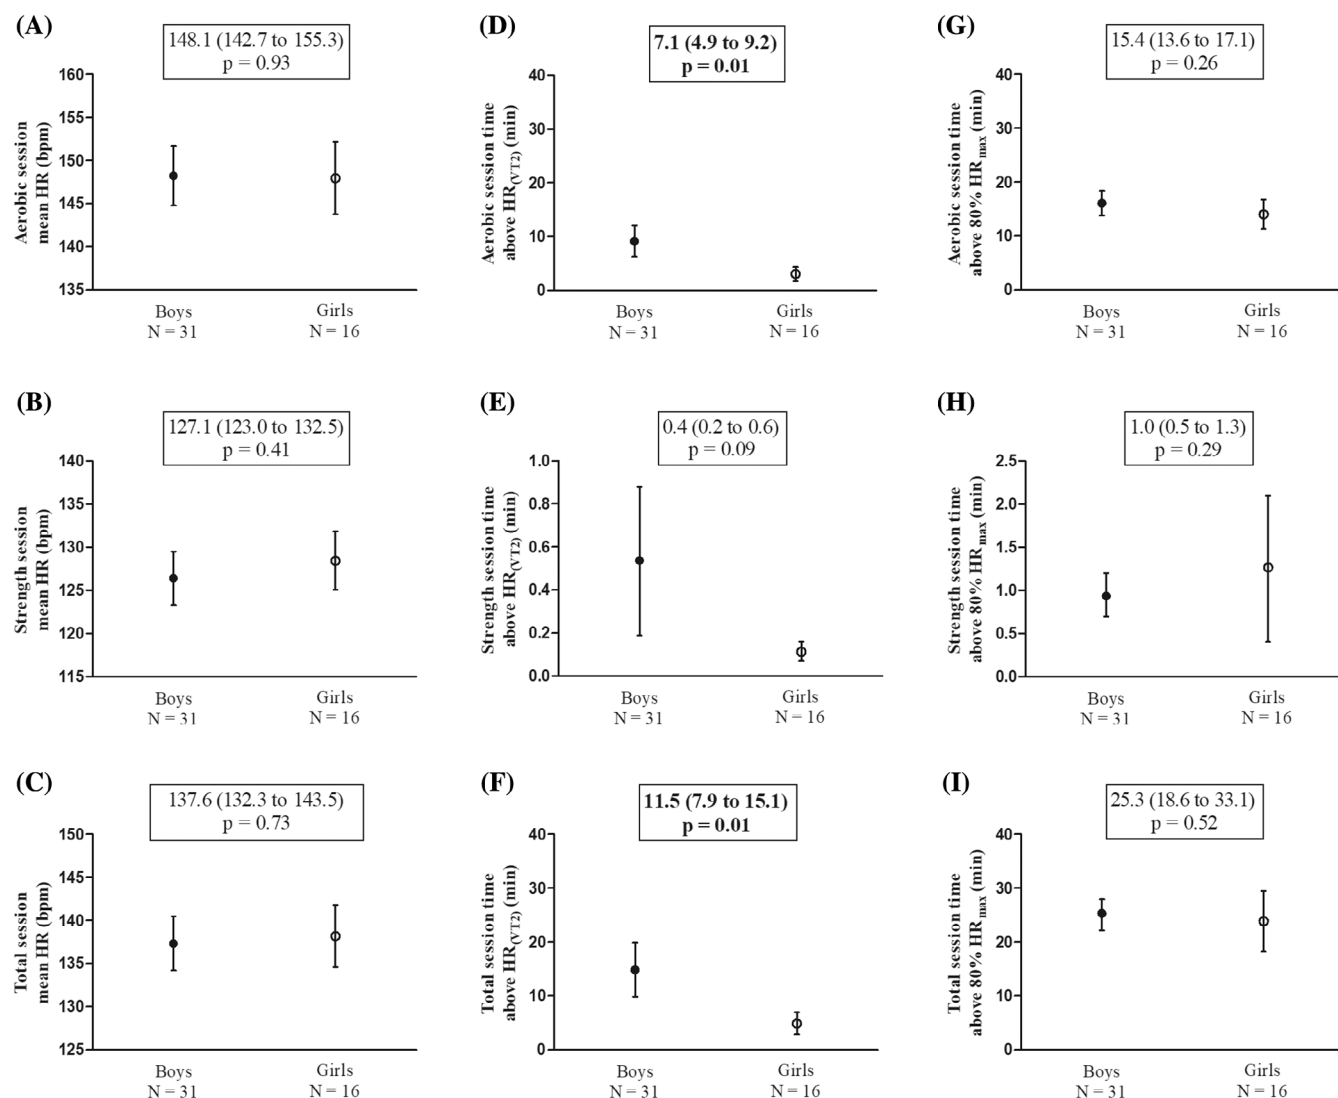 (A)
148.1 (142.7 to 155.3)
p = 0.93
Aerobic session
mean HR (bpm)
160
155
150
145
140
135
Boys
N = 31
Girls
N = 16
(D)
7.1 (4.9 to 9.2)
p = 0.01
Aerobic session time
above HR(VT2) (min)
40
30
20
10
0
Boys
N = 31
Girls
N = 16
(G)
15.4 (13.6 to 17.1)
p = 0.26
Aerobic session time
above 80% HRmax (min)
40
30
20
10
0
Boys
N = 31
Girls
N = 16
(B)
127.1 (123.0 to 132.5)
p = 0.41
Strength session
mean HR (bpm)
140
135
130
125
120
115
Boys
N = 31
Girls
N = 16
(E)
0.4 (0.2 to 0.6)
p = 0.09
Strength session time
above HR(VT2) (min)
1.0
0.8
0.6
0.4
0.2
0.0
Boys
N = 31
Girls
N = 16
(H)
1.0 (0.5 to 1.3)
p = 0.29
Strength session time
above 80% HRmax (min)
2.5
2.0
1.5
1.0
0.5
0.0
Boys
N = 31
Girls
N = 16
(C)
137.6 (132.3 to 143.5)
p = 0.73
Total session
mean HR (bpm)
150
145
140
135
130
125
Boys
N = 31
Girls
N = 16
(F)
11.5 (7.9 to 15.1)
p = 0.01
Total session time
above HR(VT2) (min)
40
30
20
10
0
Boys
N = 31
Girls
N = 16
(I)
25.3 (18.6 to 33.1)
p = 0.52
Total session time
above 80% HRmax (min)
40
30
20
10
0
Boys
N = 31
Girls
N = 16